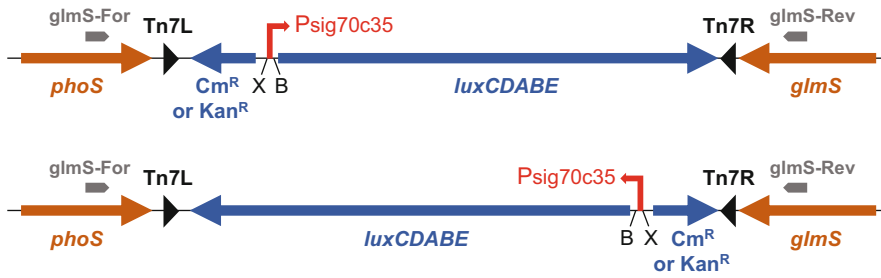 glmS-For Tn7L Psig70c35 Tn7R glmS-Rev
phoS Cmᴿ X B luxCDABE glmS
or Kanᴿ
glmS-For Tn7L Psig70c35 Tn7R glmS-Rev
phoS luxCDABE B X Cmᴿ glmS
or Kanᴿ